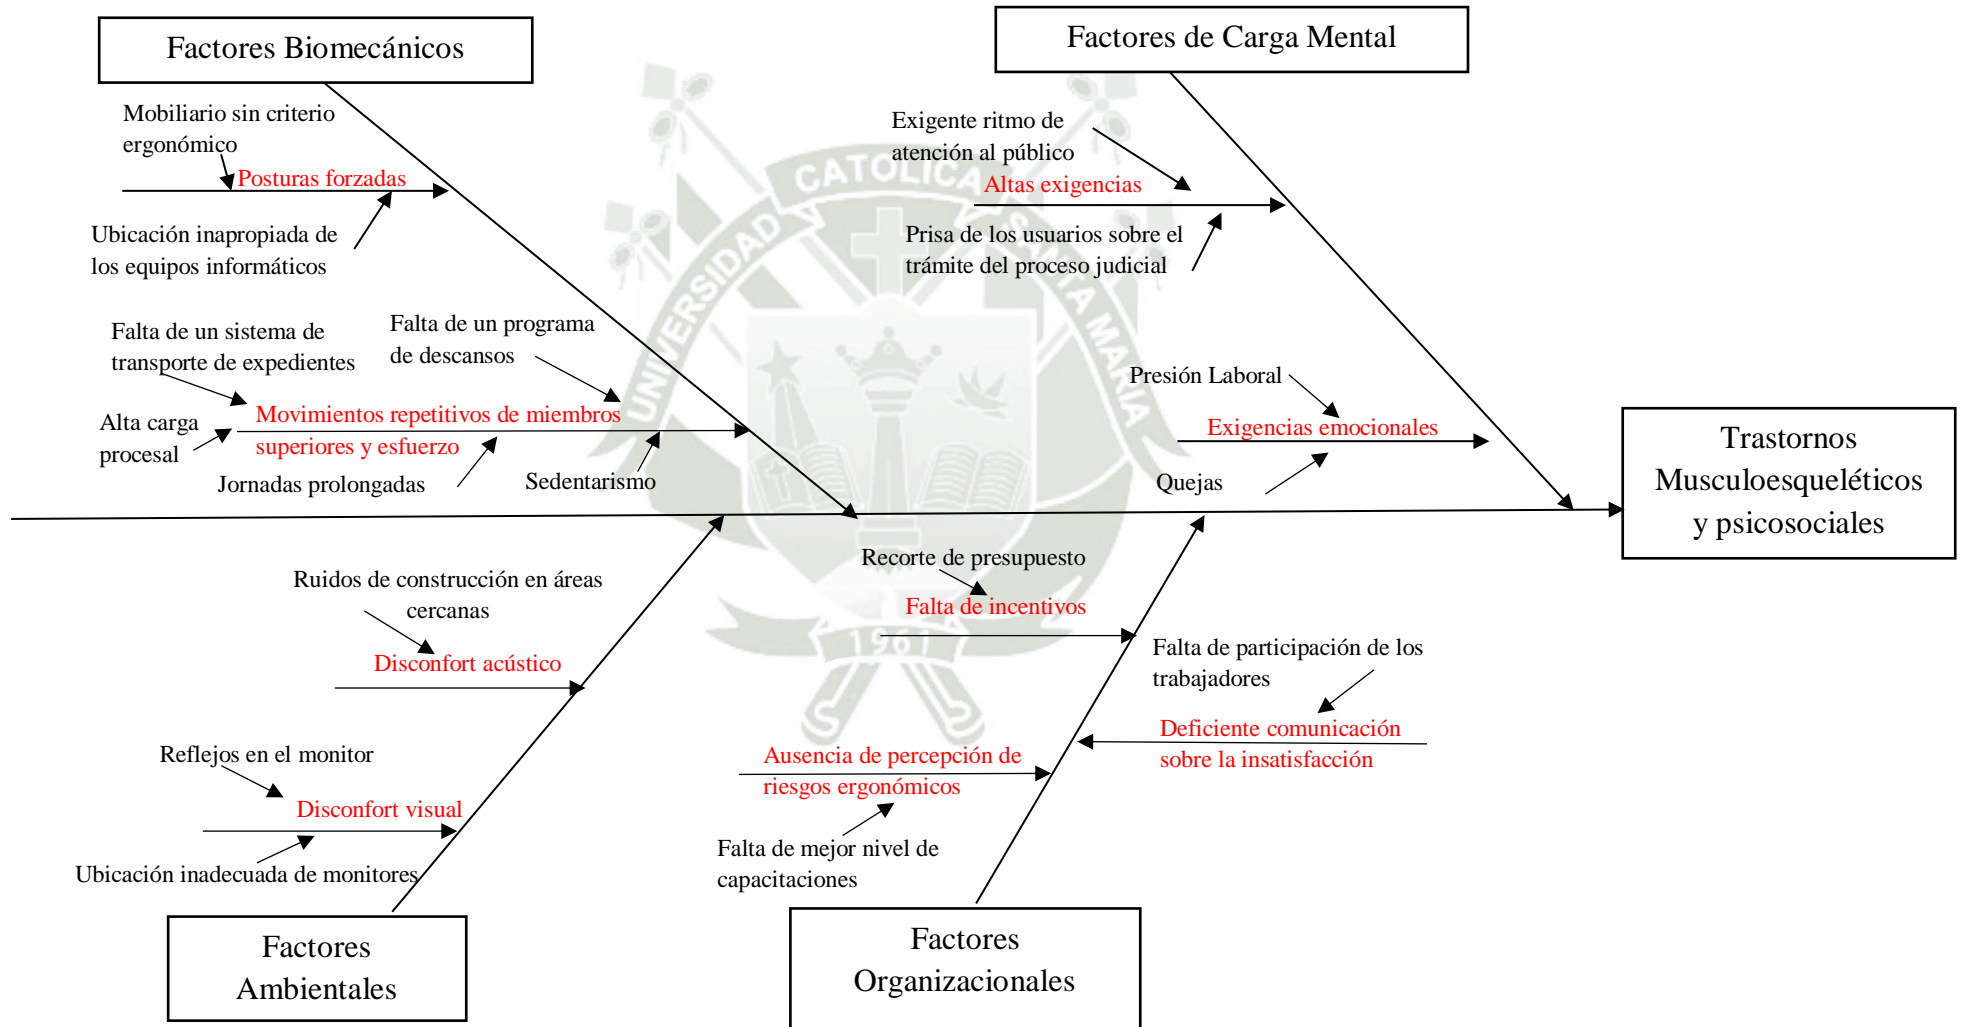 Factores Biomecánicos
Factores de Carga Mental
Mobiliario sin criterio
ergonómico
Posturas forzadas
Ubicación inapropiada de
los equipos informáticos
Exigente ritmo de
atención al público
Altas exigencias
Prisa de los usuarios sobre el
trámite del proceso judicial
Falta de un sistema de
transporte de expedientes
Falta de un programa
de descansos
Alta carga
procesal
Movimientos repetitivos de miembros
superiores y esfuerzo
Jornadas prolongadas
Sedentarismo
Presión Laboral
Exigencias emocionales
Quejas
Trastornos
Musculoesqueléticos
y psicosociales
Ruidos de construcción en áreas
cercanas
Disconfort acústico
Reflejos en el monitor
Disconfort visual
Ubicación inadecuada de monitores
Recorte de presupuesto
Falta de incentivos
Falta de participación de los
trabajadores
Deficiente comunicación
sobre la insatisfacción
Ausencia de percepción de
riesgos ergonómicos
Falta de mejor nivel de
capacitaciones
Factores
Ambientales
Factores
Organizacionales
UNIVERSIDAD CATOLICA SANTA MARIA
1961